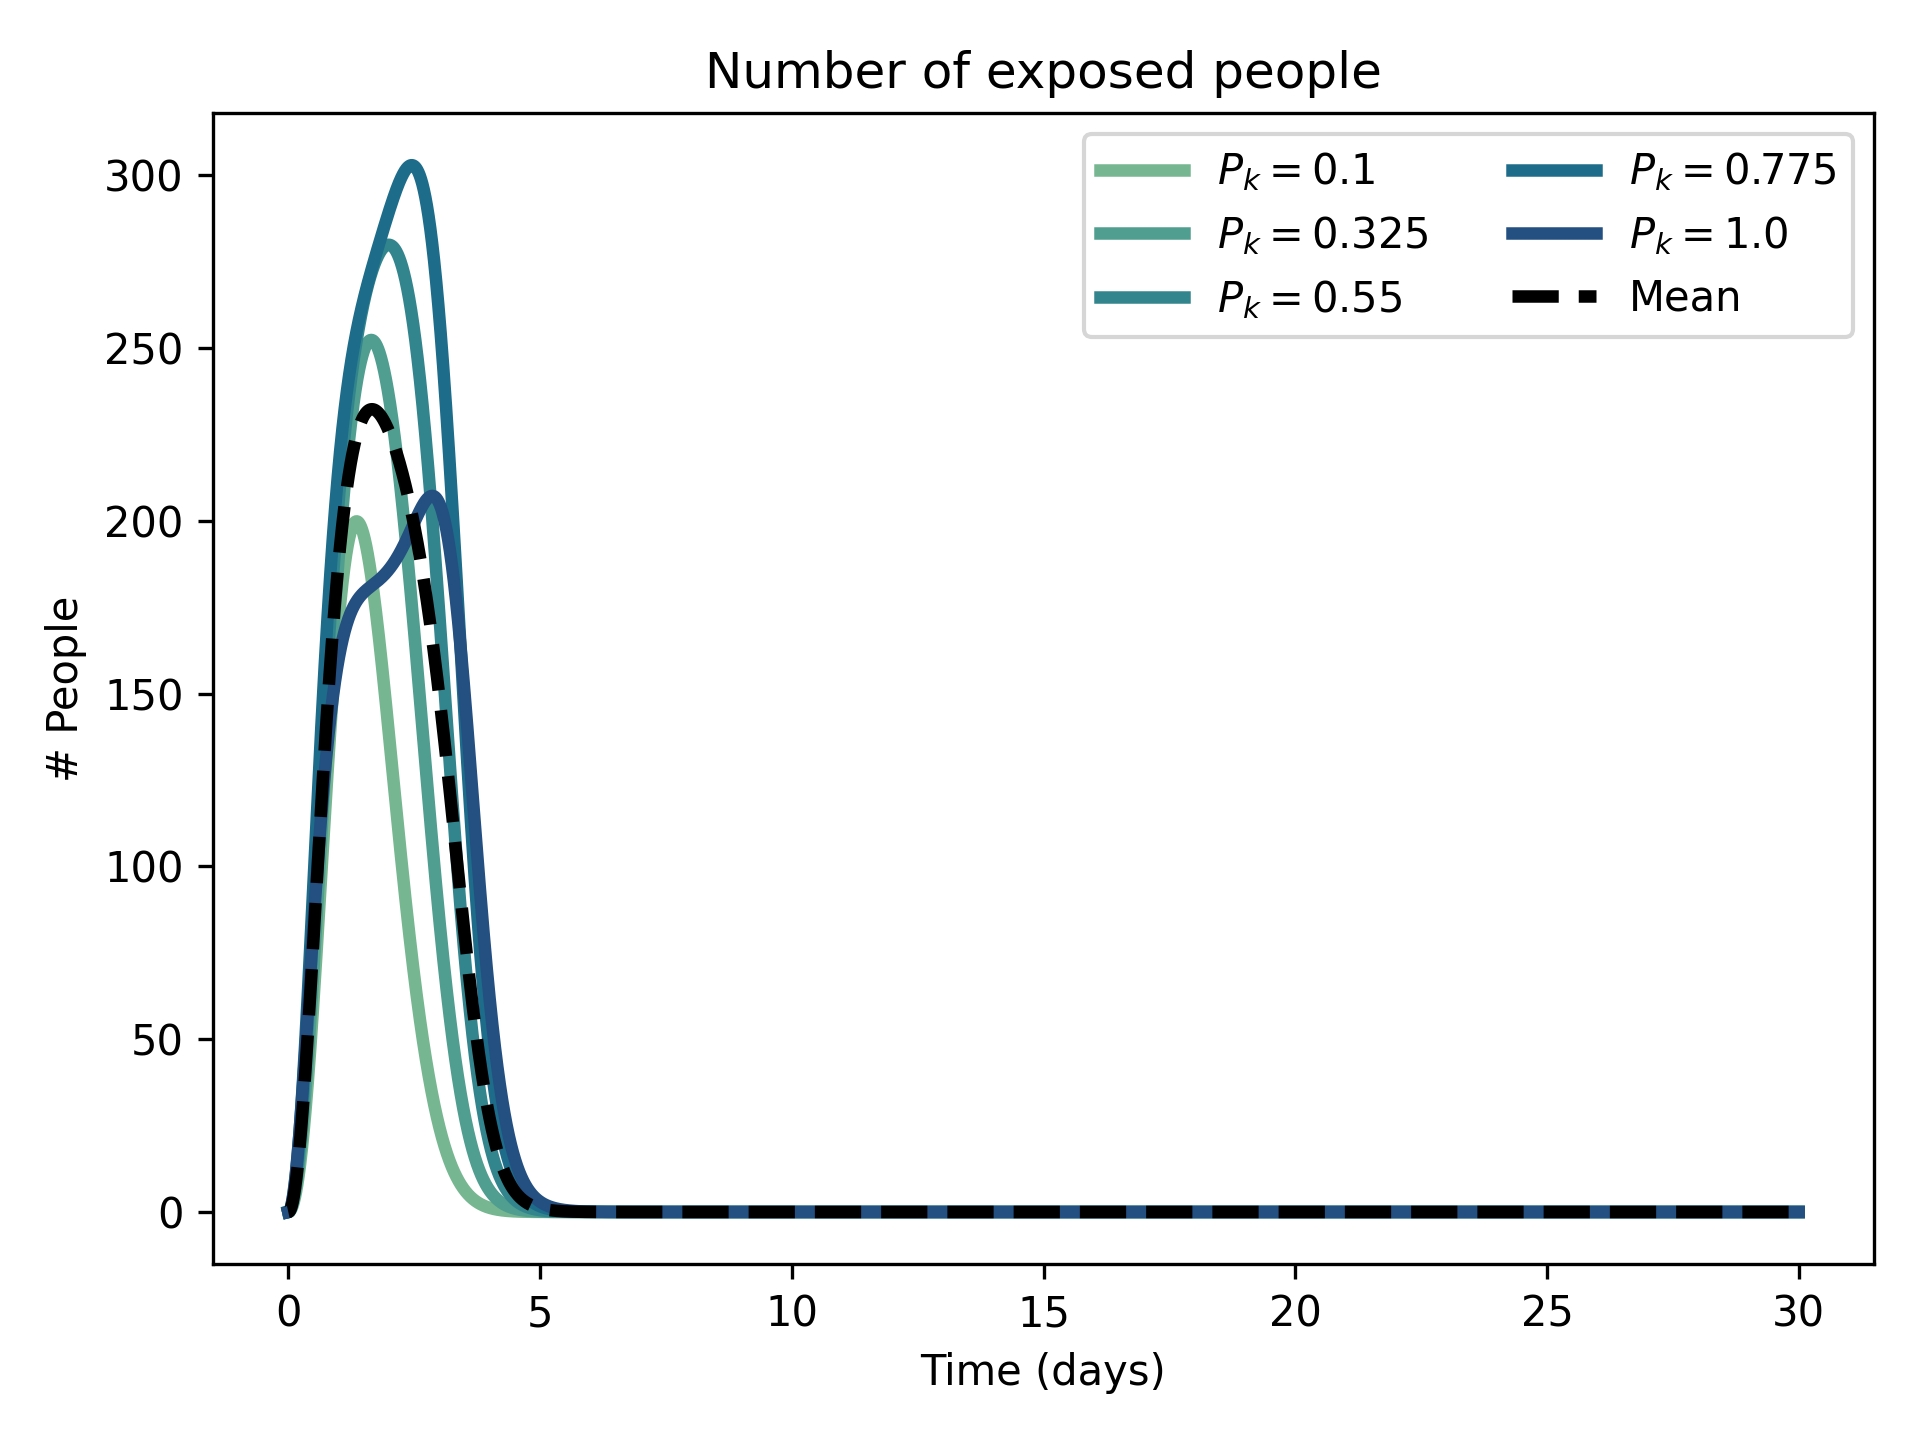 Number of exposed people
300
250
200
150
100
50
0
# People
P_k = 0.1
P_k = 0.325
P_k = 0.55
P_k = 0.775
P_k = 1.0
Mean
0 5 10 15 20 25 30
Time (days)